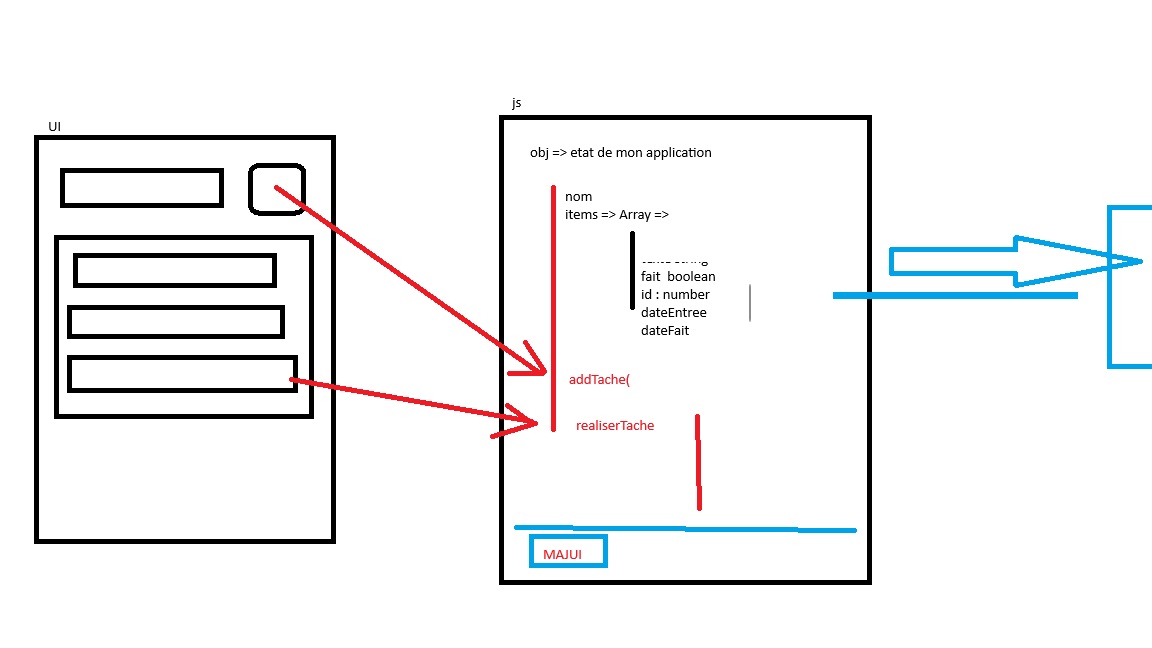 UI
js
obj => etat de mon application
nom
items => Array =>
fait boolean
id : number
dateEntree
dateFait
addTache(
realiserTache
MAJUI